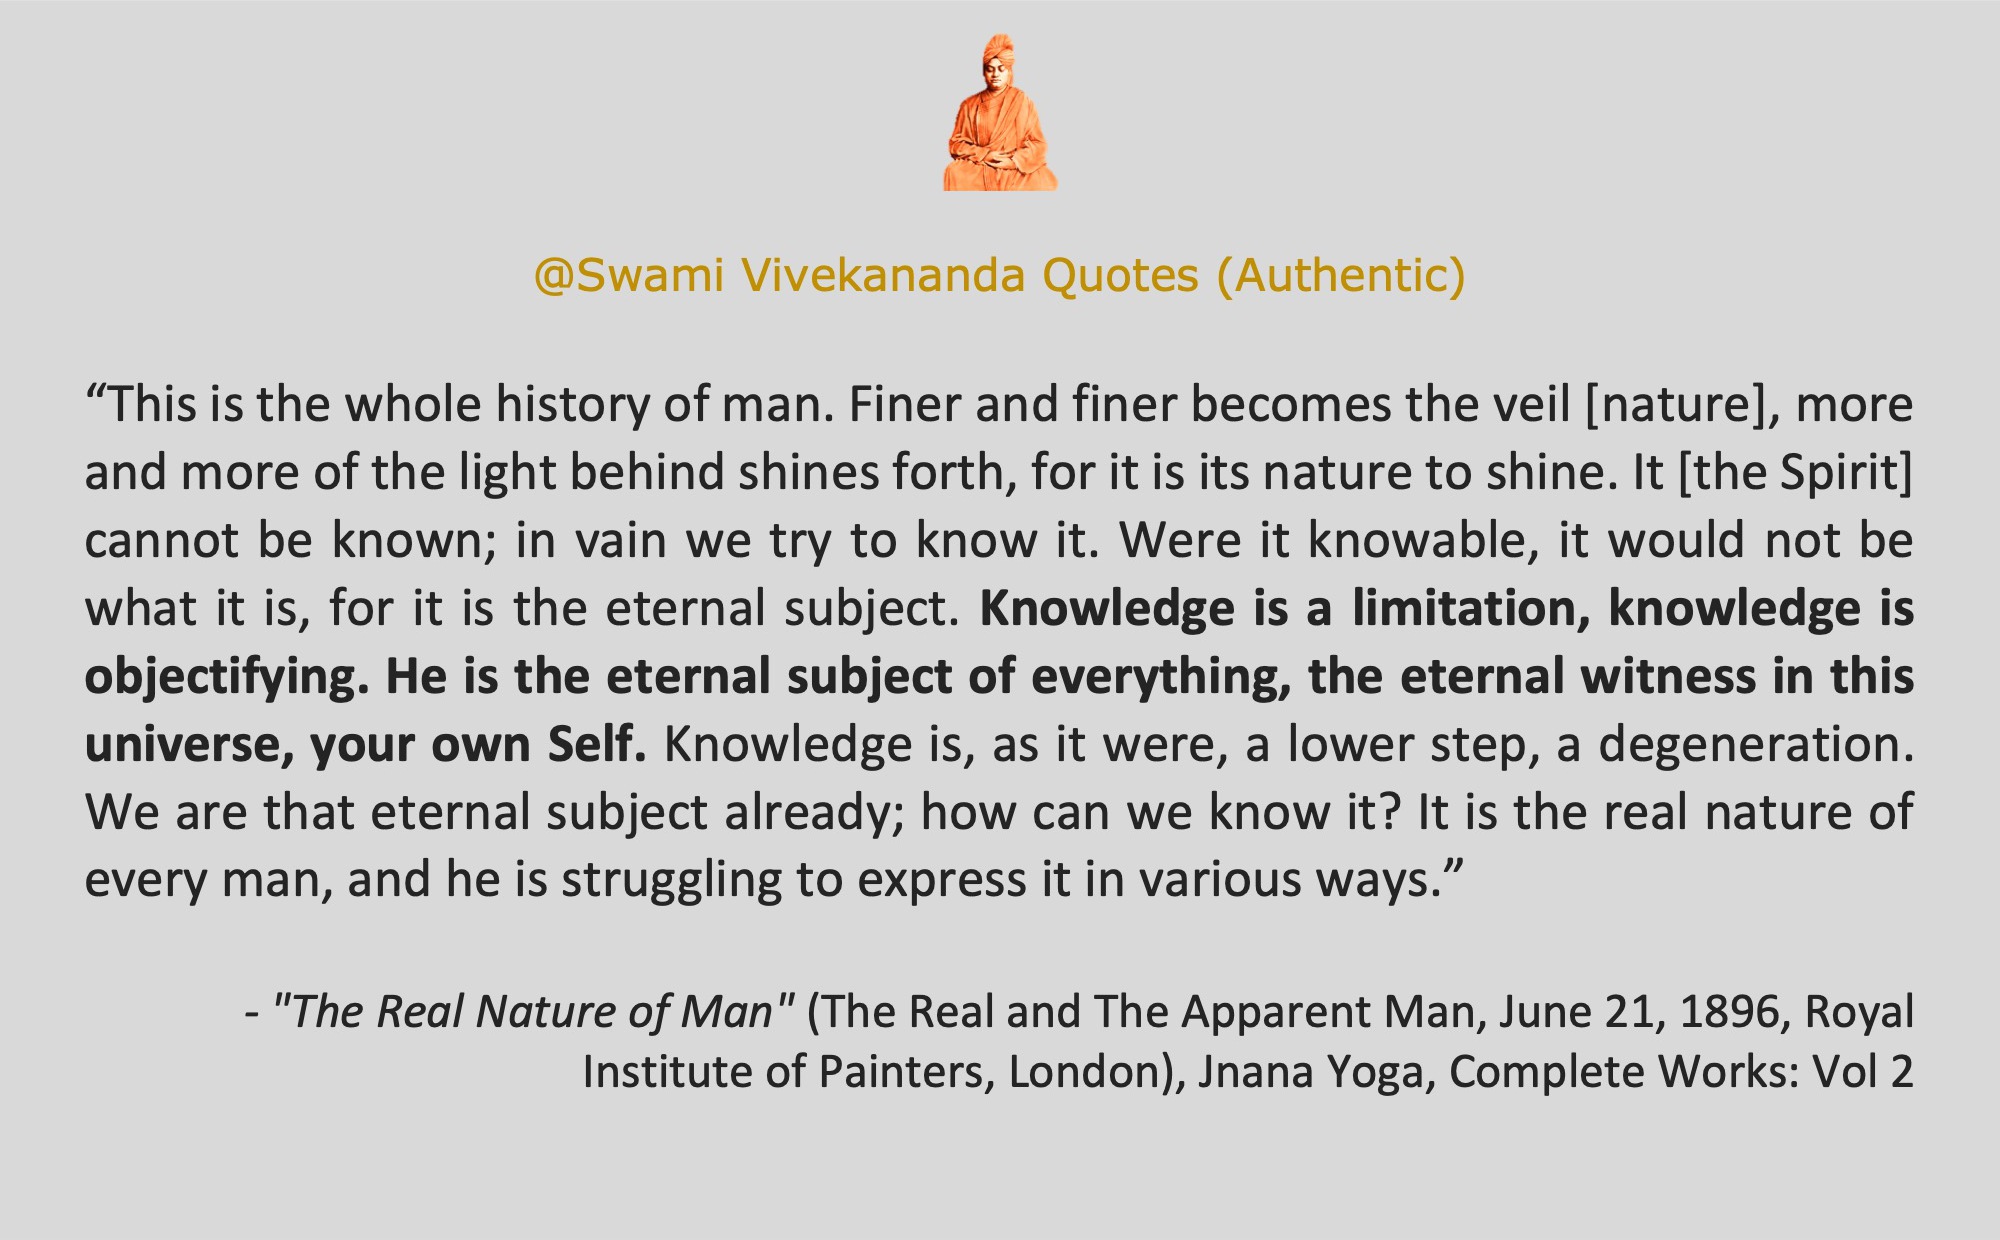 @Swami Vivekananda Quotes (Authentic)
“This is the whole history of man. Finer and finer becomes the veil [nature], more
and more of the light behind shines forth, for it is its nature to shine. It [the Spirit]
cannot be known; in vain we try to know it. Were it knowable, it would not be
what it is, for it is the eternal subject. Knowledge is a limitation, knowledge is
objectifying. He is the eternal subject of everything, the eternal witness in this
universe, your own Self. Knowledge is, as it were, a lower step, a degeneration.
We are that eternal subject already; how can we know it? It is the real nature of
every man, and he is struggling to express it in various ways.”
- "The Real Nature of Man" (The Real and The Apparent Man, June 21, 1896, Royal
Institute of Painters, London), Jnana Yoga, Complete Works: Vol 2